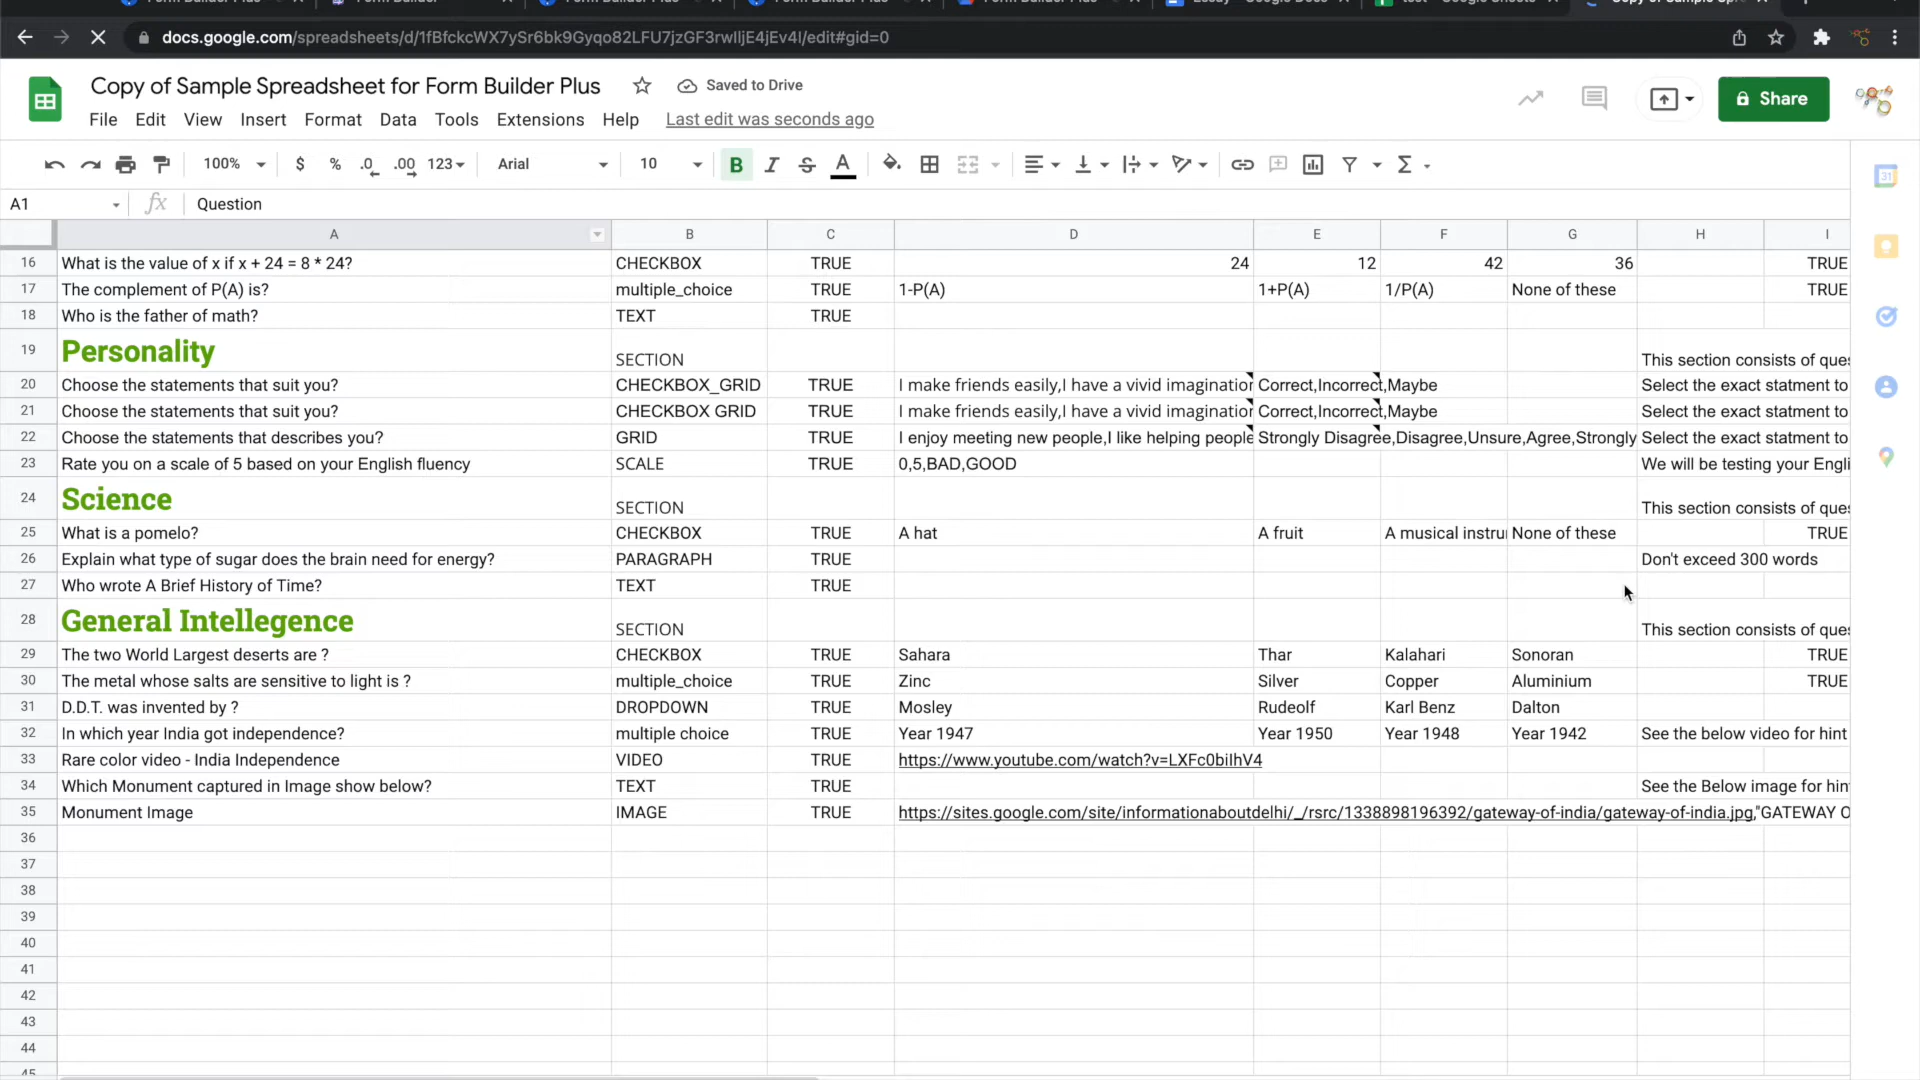 docs.google.com/spreadsheets/d/1fBfckcWX7ySr6bk9Gyqo82LFU7jzGF3rwlljE4jEv4I/edit#gid=0
Copy of Sample Spreadsheet for Form Builder Plus
Saved to Drive
File Edit View Insert Format Data Tools Extensions Help Last edit was seconds ago
Share
100% $ % .0 .00 123 Arial 10 B I S A
A1 fx Question
A B C D E F G H I
16 What is the value of x if x + 24 = 8 * 24? CHECKBOX TRUE 24 12 42 36 TRUE
17 The complement of P(A) is? multiple_choice TRUE 1-P(A) 1+P(A) 1/P(A) None of these TRUE
18 Who is the father of math? TEXT TRUE
19 Personality SECTION This section consists of que
20 Choose the statements that suit you? CHECKBOX_GRID TRUE I make friends easily,I have a vivid imagination Correct,Incorrect,Maybe Select the exact statment to
21 Choose the statements that suit you? CHECKBOX GRID TRUE I make friends easily,I have a vivid imagination Correct,Incorrect,Maybe Select the exact statment to
22 Choose the statements that describes you? GRID TRUE I enjoy meeting new people,I like helping people Strongly Disagree,Disagree,Unsure,Agree,Strongly Select the exact statment to
23 Rate you on a scale of 5 based on your English fluency SCALE TRUE 0,5,BAD,GOOD We will be testing your Engli
24 Science SECTION This section consists of que
25 What is a pomelo? CHECKBOX TRUE A hat A fruit A musical instru None of these TRUE
26 Explain what type of sugar does the brain need for energy? PARAGRAPH TRUE Don't exceed 300 words
27 Who wrote A Brief History of Time? TEXT TRUE
28 General Intellegence SECTION This section consists of que
29 The two World Largest deserts are ? CHECKBOX TRUE Sahara Thar Kalahari Sonoran TRUE
30 The metal whose salts are sensitive to light is ? multiple_choice TRUE Zinc Silver Copper Aluminium TRUE
31 D.D.T. was invented by ? DROPDOWN TRUE Mosley Rudeolf Karl Benz Dalton
32 In which year India got independence? multiple choice TRUE Year 1947 Year 1950 Year 1948 Year 1942 See the below video for hint
33 Rare color video - India Independence VIDEO TRUE https://www.youtube.com/watch?v=LXFc0biIhV4
34 Which Monument captured in Image show below? TEXT TRUE See the Below image for hin
35 Monument Image IMAGE TRUE https://sites.google.com/site/informationaboutdelhi/_/rsrc/1338898196392/gateway-of-india/gateway-of-india.jpg,"GATEWAY O
36
37
38
39
40
41
42
43
44
45